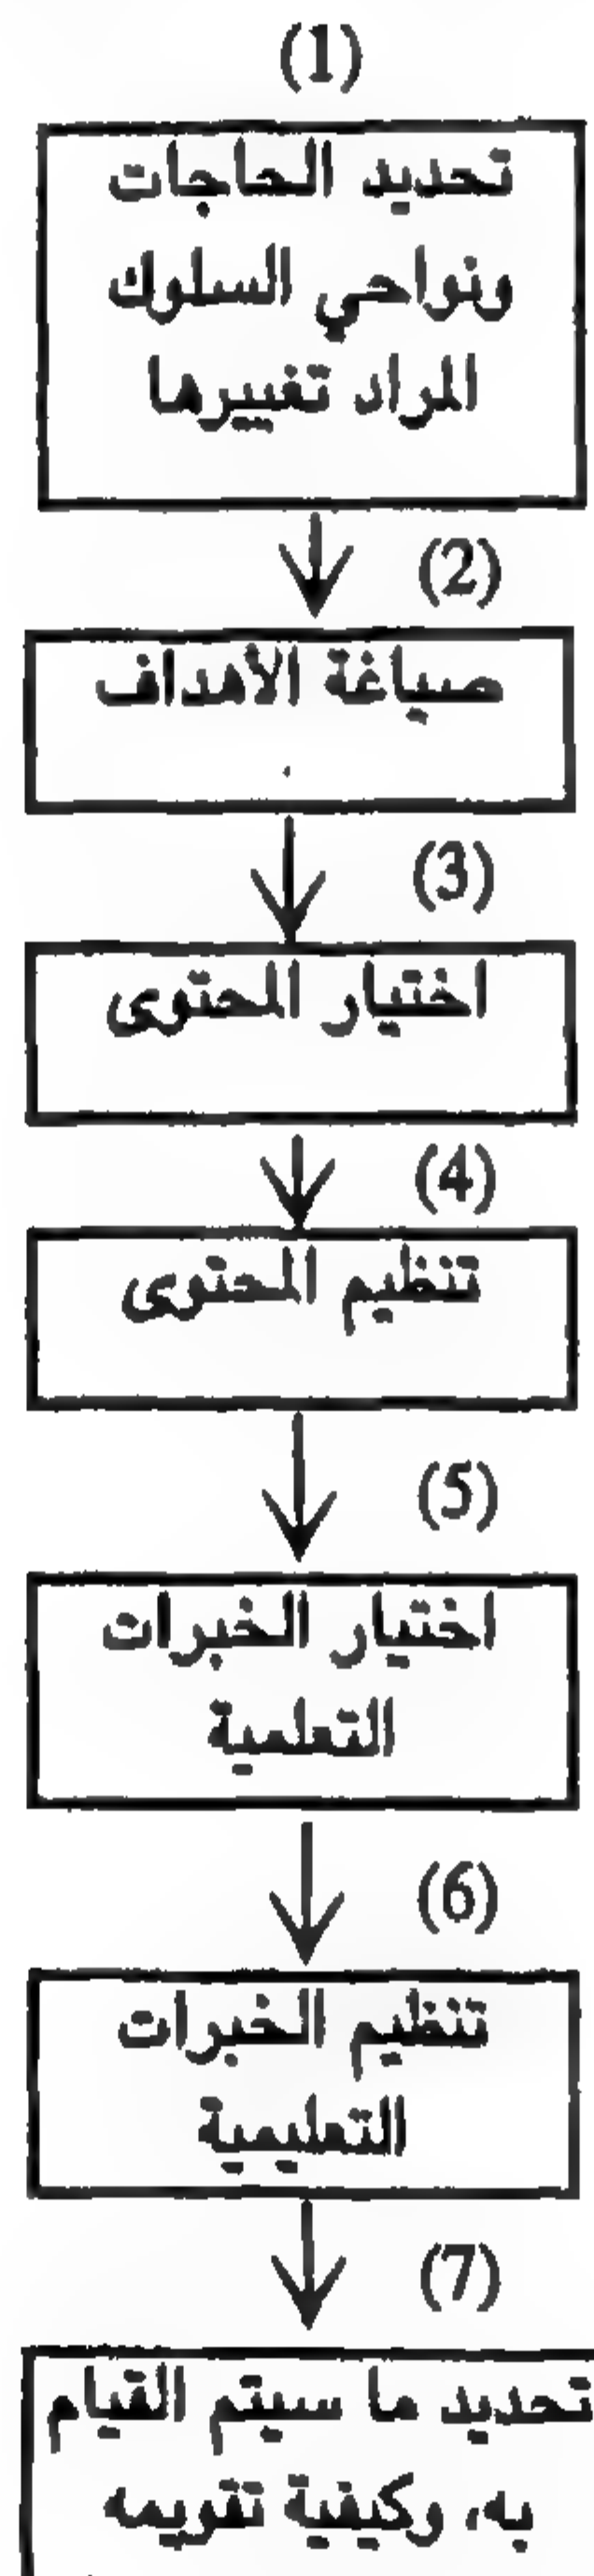 (1)
تحديد الحاجات
ونواحي السلوك
المراد تغييرها
(2)
صياغة الأهداف
(3)
اختيار المحتوى
(4)
تنظيم المحتوى
(5)
اختيار الخبرات
التعلمية
(6)
تنظيم الخبرات
التعليمية
(7)
تحديد ما سيتم القيام
به، وكيفية تقويمه